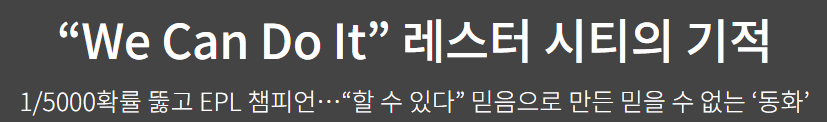 “We Can Do It” 레스터 시티의 기적
1/5000확률 뚫고 EPL 챔피언…“할 수 있다” 믿음으로 만든 믿을 수 없는 ‘동화’